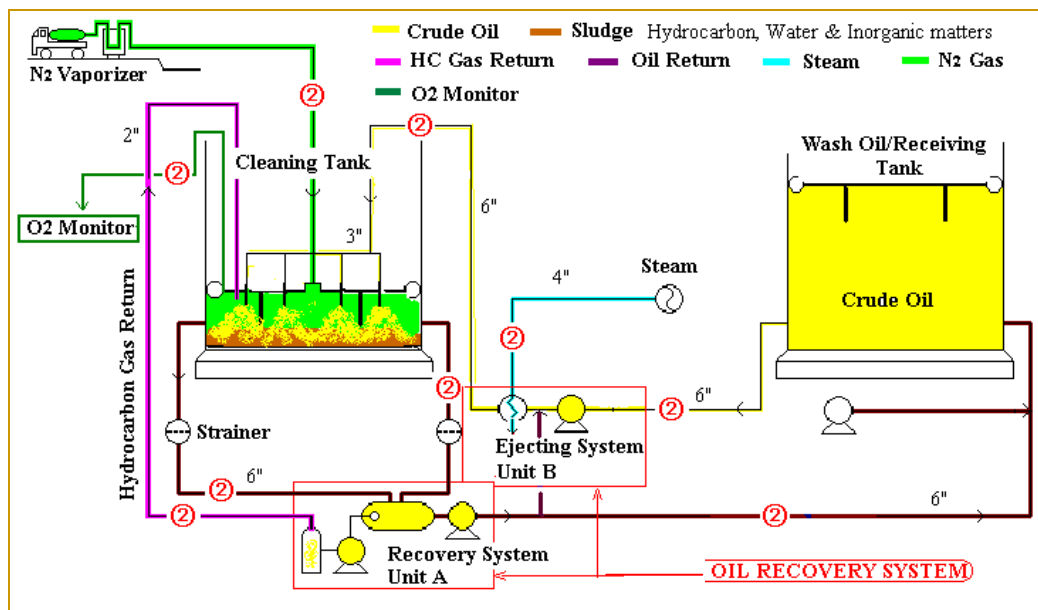 Crude Oil
Sludge Hydrocarbon, Water & Inorganic matters
HC Gas Return
Oil Return
Steam
N2 Gas
O2 Monitor
N2 Vaporizer
②
2"
②
②
Cleaning Tank
Wash Oil/Receiving
Tank
6"
O2 Monitor
3"
Steam
4"
Crude Oil
Hydrocarbon Gas Return
②
②
6"
②
Strainer
Ejecting System
Unit B
6"
②
②
②
6"
Recovery System
Unit A
OIL RECOVERY SYSTEM